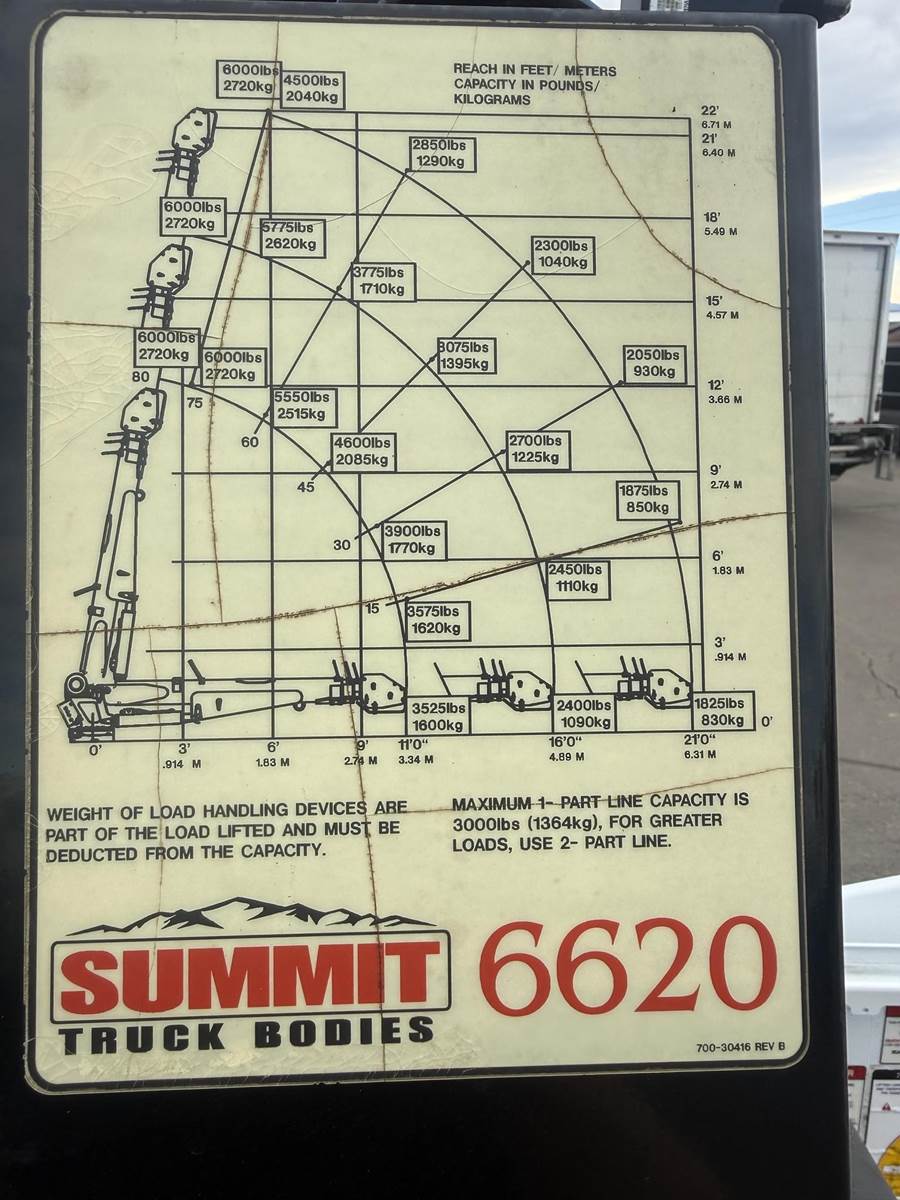 6000lbs
2720kg
4500lbs
2040kg
REACH IN FEET/ METERS
CAPACITY IN POUNDS/
KILOGRAMS
22'
6.71 M
21'
6.40 M
2850lbs
1290kg
6000lbs
2720kg
5775lbs
2620kg
18'
5.49 M
2300lbs
1040kg
3775lbs
1710kg
15'
4.57 M
6000lbs
2720kg
6000lbs
2720kg
3075lbs
1395kg
2050lbs
930kg
80
75
12'
3.66 M
5550lbs
2515kg
60
4600lbs
2085kg
2700lbs
1225kg
45
9'
2.74 M
1875lbs
850kg
30
3900lbs
1770kg
6'
1.83 M
2450lbs
1110kg
15
3575lbs
1620kg
3'
.914 M
3525lbs
1600kg
2400lbs
1090kg
1825lbs
830kg
0'
0'
3'
.914 M
6'
1.83 M
9'
2.74 M
11'0"
3.34 M
16'0"
4.89 M
21'0"
6.31 M
WEIGHT OF LOAD HANDLING DEVICES ARE
PART OF THE LOAD LIFTED AND MUST BE
DEDUCTED FROM THE CAPACITY.
MAXIMUM 1- PART LINE CAPACITY IS
3000lbs (1364kg), FOR GREATER
LOADS, USE 2- PART LINE.
SUMMIT
TRUCK BODIES
6620
700-30416 REV B